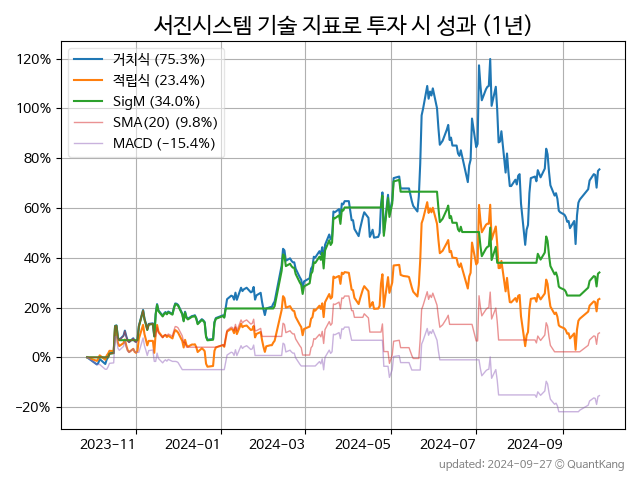 서진시스템 기술 지표로 투자 시 성과 (1년)
거치식 (75.3%)
적립식 (23.4%)
SigM (34.0%)
SMA(20) (9.8%)
MACD (−15.4%)
120%
100%
80%
60%
40%
20%
0%
−20%
2023-11
2024-01
2024-03
2024-05
2024-07
2024-09
updated: 2024-09-27 © QuantKang